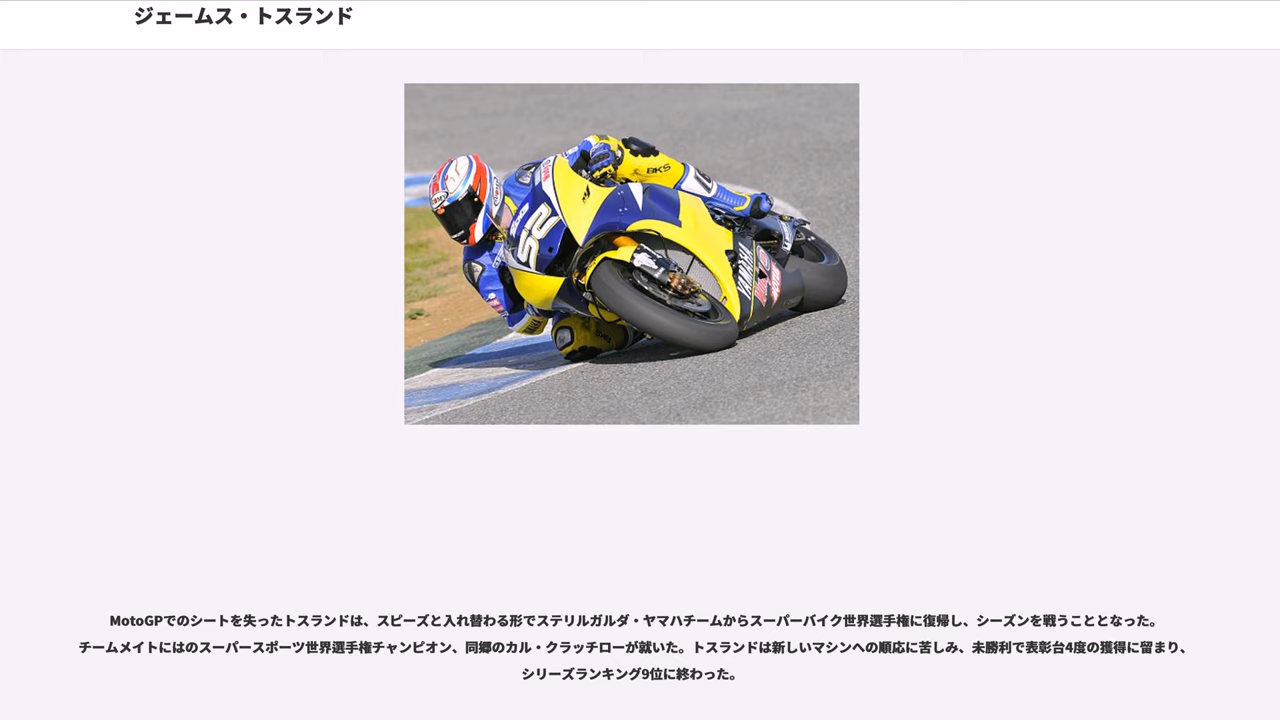 ジェームス・トスランド
BKS
52
YAMAHA
MotoGPでのシートを失ったトスランドは、スピーズと入れ替わる形でステリルガルダ・ヤマハチームからスーパーバイク世界選手権に復帰し、シーズンを戦うこととなった。
チームメイトにはのスーパースポーツ世界選手権チャンピオン、同郷のカル・クラッチローが就いた。トスランドは新しいマシンへの順応に苦しみ、未勝利で表彰台4度の獲得に留まり、
シリーズランキング9位に終わった。